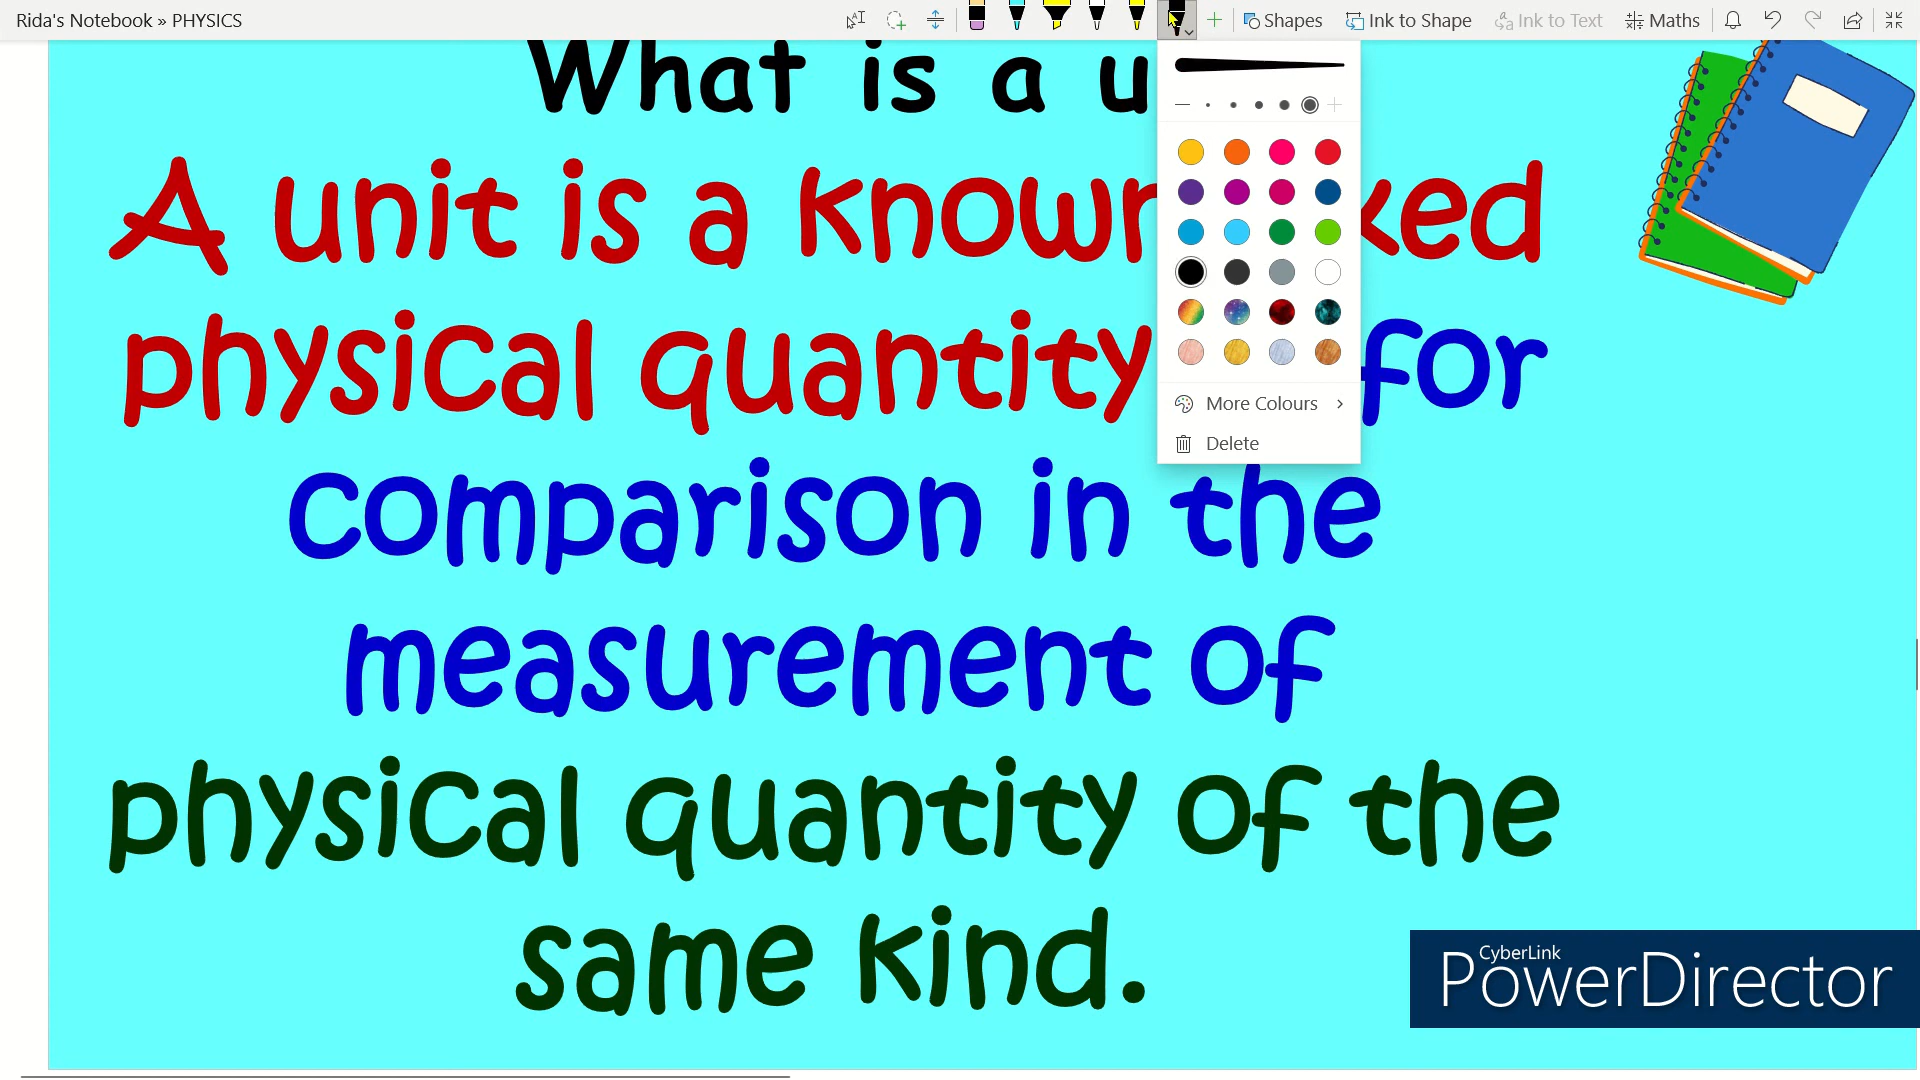 Rida's Notebook » PHYSICS
Shapes
Ink to Shape
Ink to Text
Maths
What is a u
A unit is a known xed
physical quantity for
comparison in the
measurement of
physical quantity of the
same kind.
More Colours
Delete
CyberLink
PowerDirector